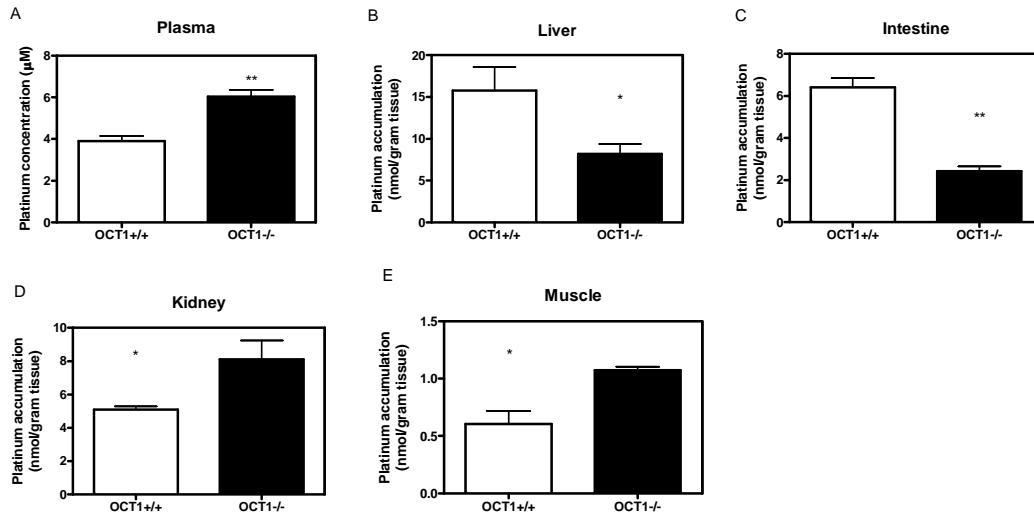 A
Plasma
Platinum concentration (μM)
8
6
4
2
0
**
OCT1+/+
OCT1-/-
B
Liver
Platinum accumulation
(nmol/gram tissue)
20
15
10
5
0
*
OCT1+/+
OCT1-/-
C
Intestine
Platinum accumulation
(nmol/gram tissue)
8
6
4
2
0
**
OCT1+/+
OCT1-/-
D
Kidney
Platinum accumulation
(nmol/gram tissue)
10
8
6
4
2
0
*
OCT1+/+
OCT1-/-
E
Muscle
Platinum accumulation
(nmol/gram tissue)
1.5
1.0
0.5
0.0
*
OCT1+/+
OCT1-/-